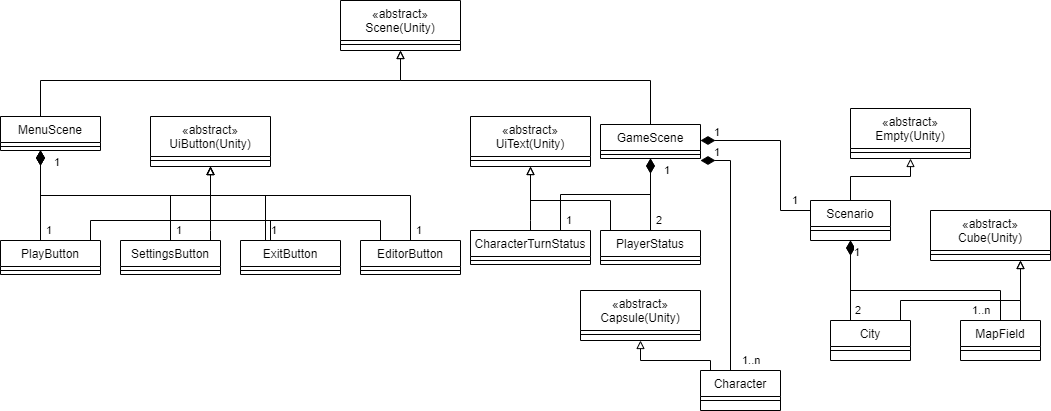 «abstract»
Scene(Unity)
MenuScene
1
«abstract»
UiButton(Unity)
«abstract»
UiText(Unity)
GameScene
1
1
1
«abstract»
Empty(Unity)
1
Scenario
1
1
1
1
1
PlayButton
SettingsButton
ExitButton
EditorButton
1
2
CharacterTurnStatus
PlayerStatus
«abstract»
Cube(Unity)
2
1..n
City
MapField
«abstract»
Capsule(Unity)
1..n
Character